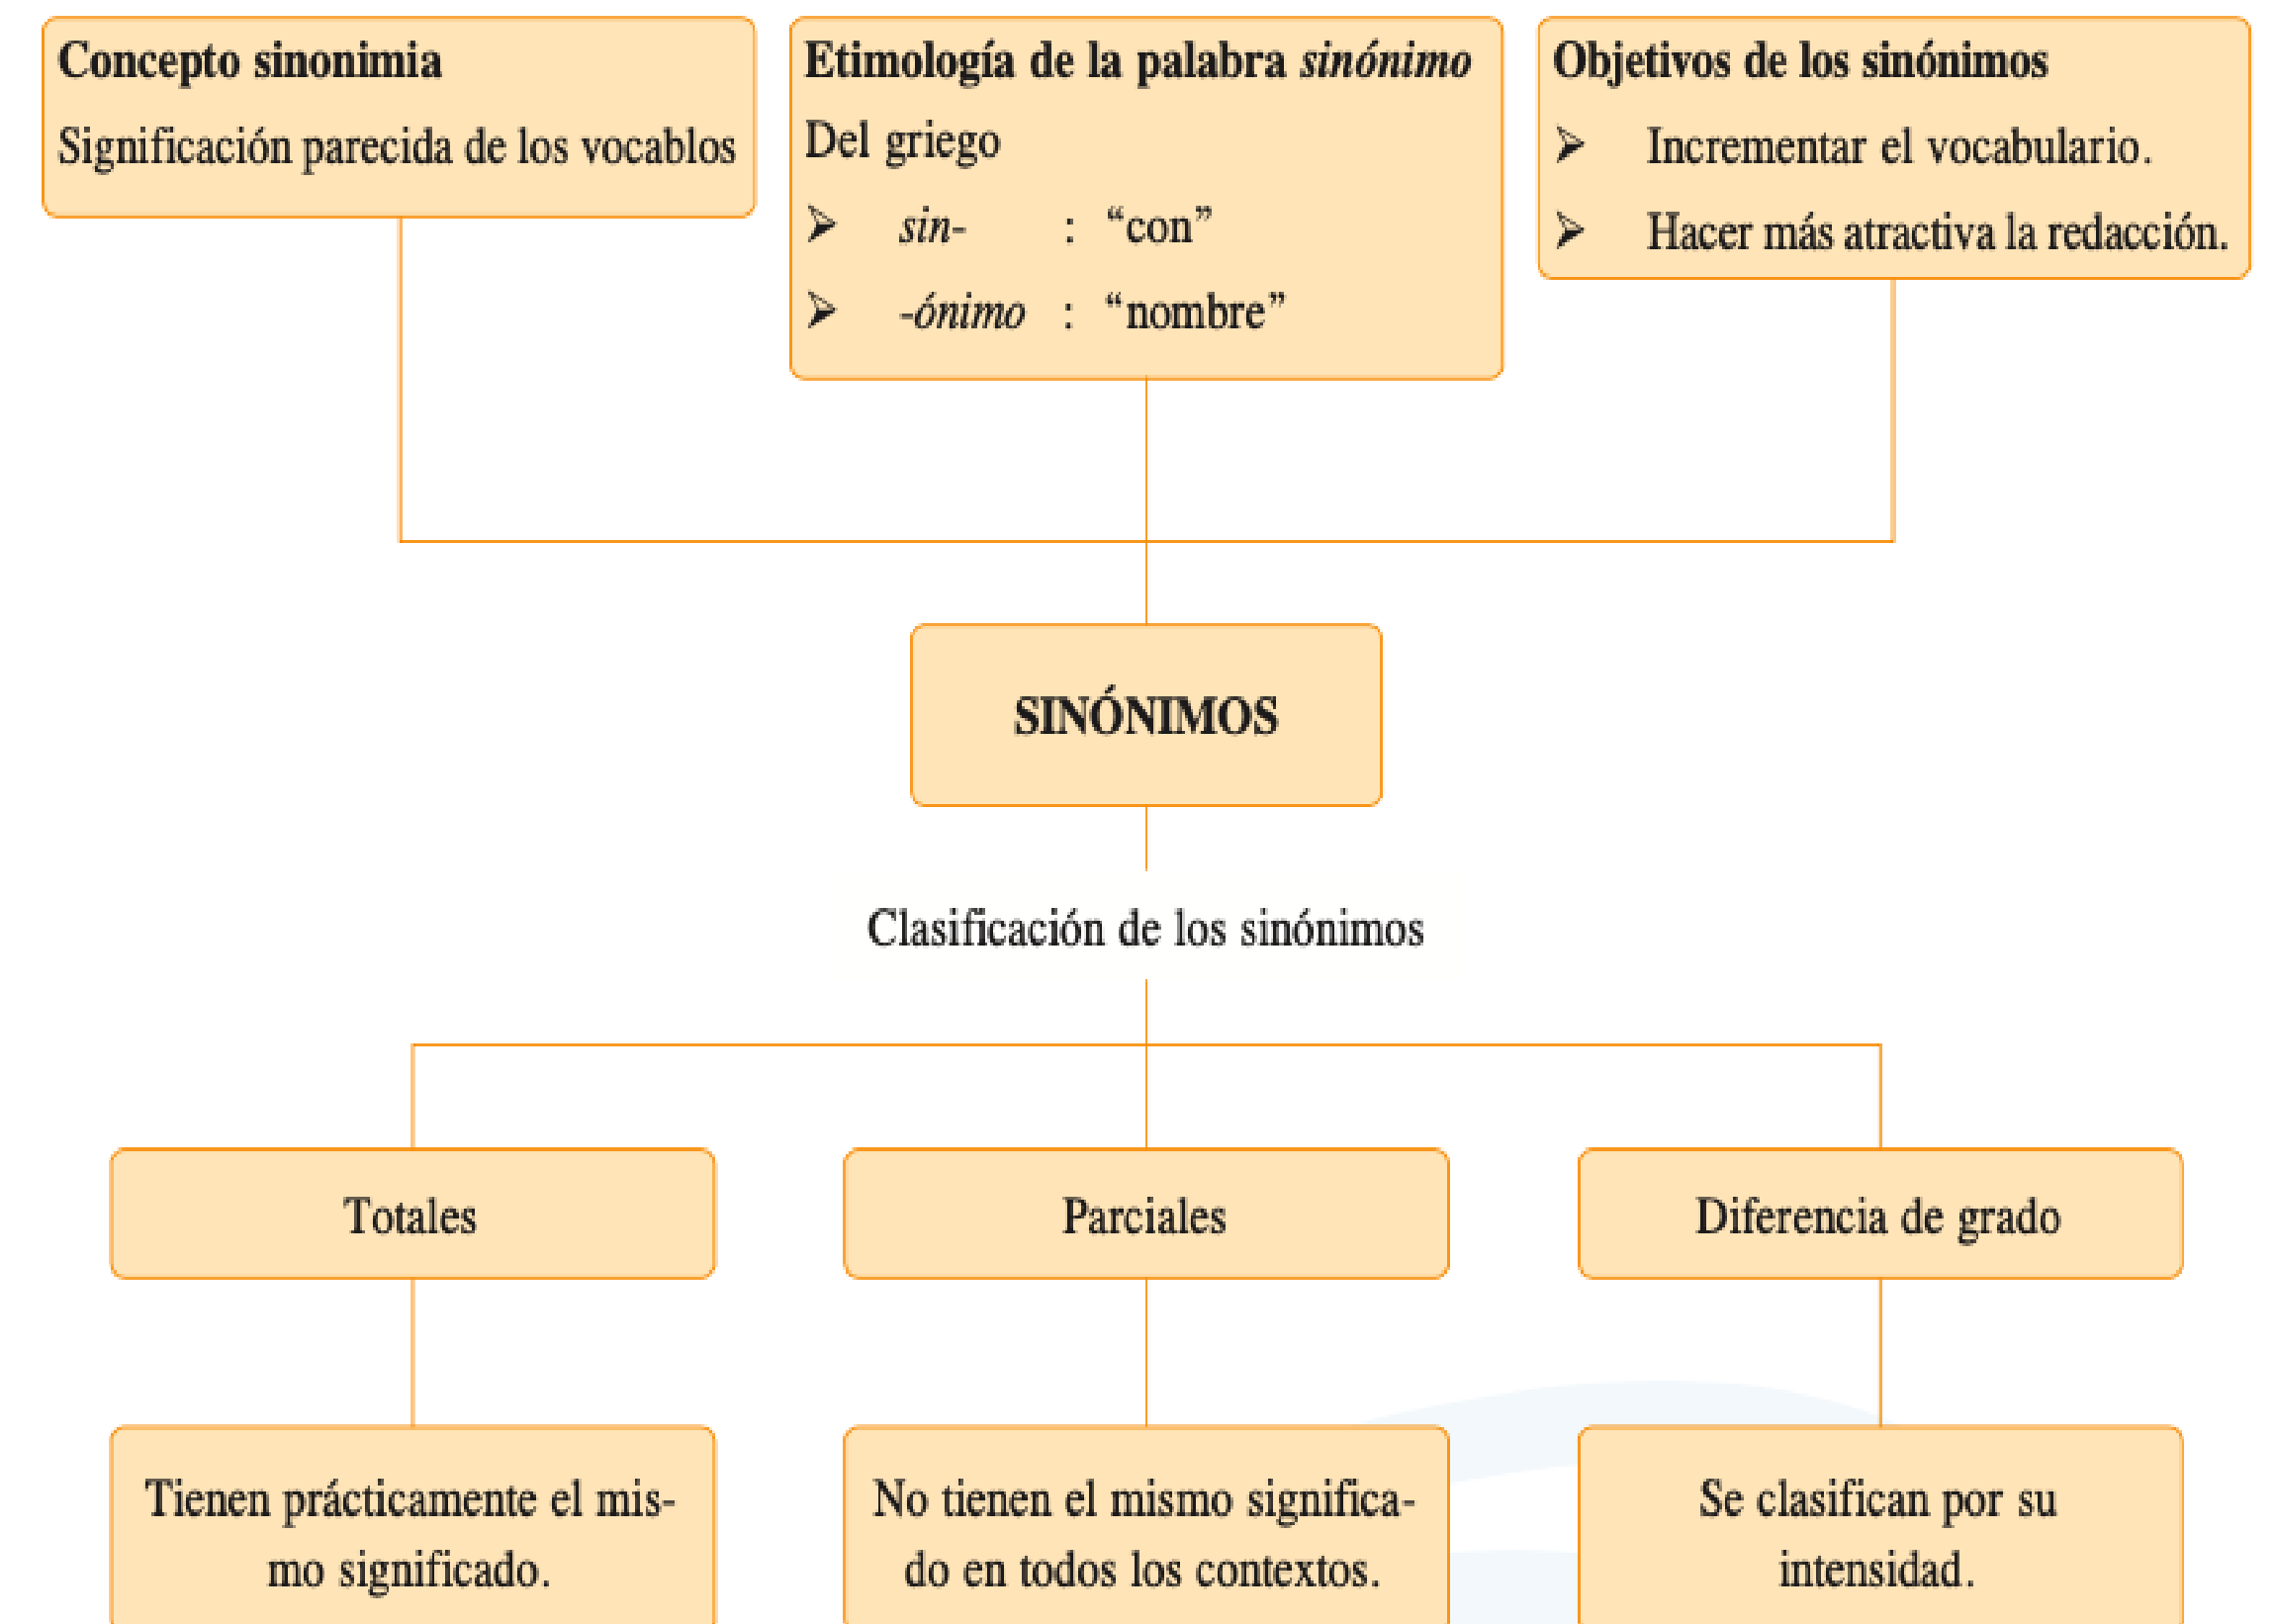 Concepto sinonimia
Significación parecida de los vocablos
Etimología de la palabra sinónimo
Del griego
➢ sin- : “con”
➢ -ónimo : “nombre”
Objetivos de los sinónimos
➢ Incrementar el vocabulario.
➢ Hacer más atractiva la redacción.
SINÓNIMOS
Clasificación de los sinónimos
Totales
Parciales
Diferencia de grado
Tienen prácticamente el mis-
mo significado.
No tienen el mismo significa-
do en todos los contextos.
Se clasifican por su
intensidad.